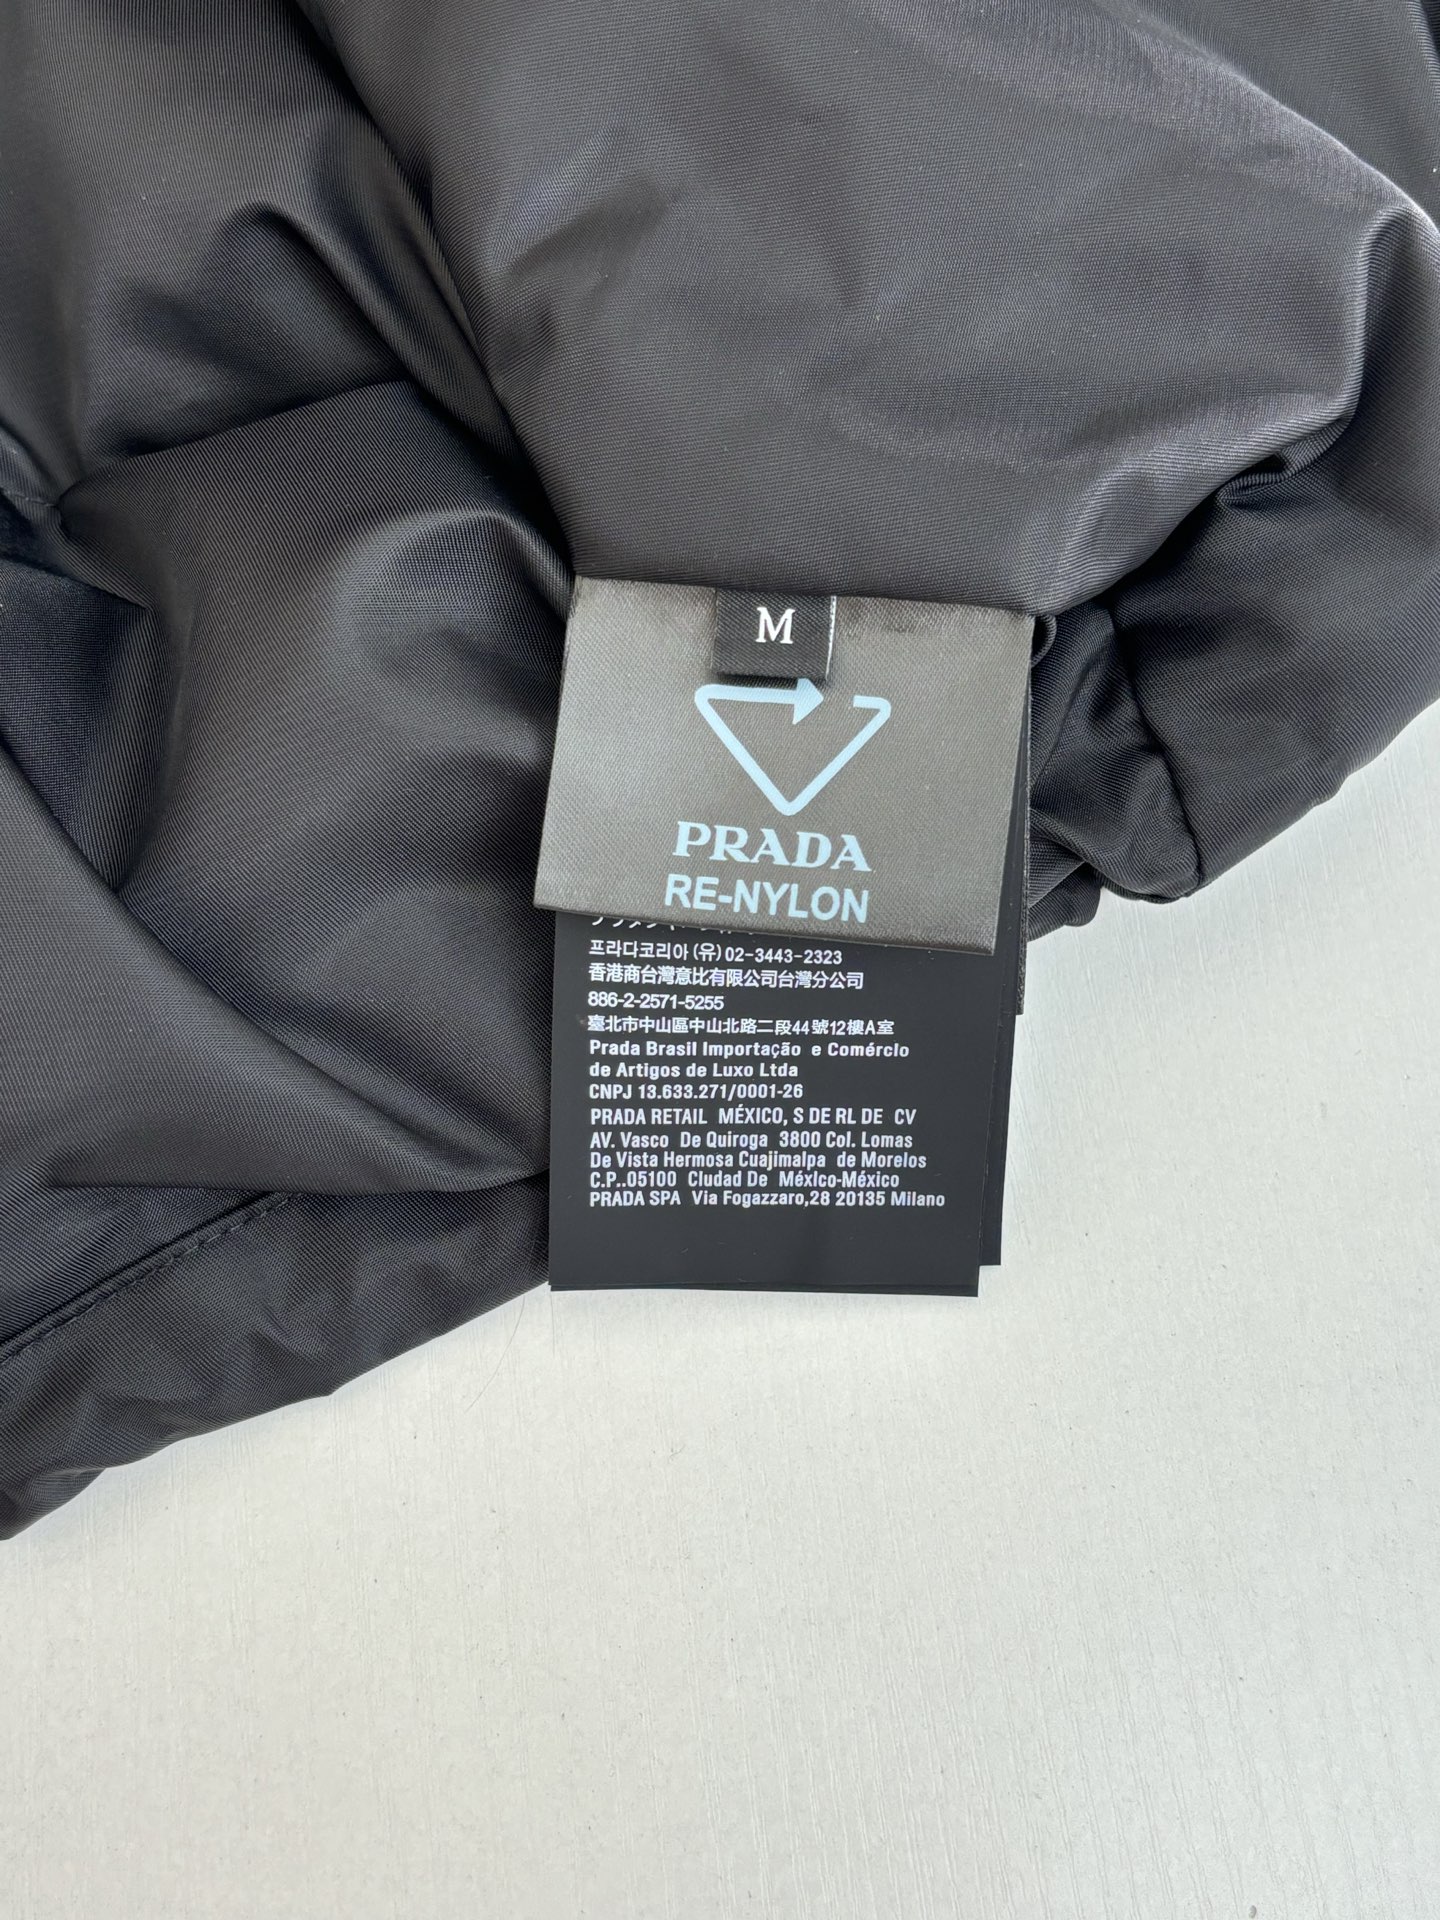 M
PRADA
RE-NYLON
프라다코리아 (유) 02-3443-2323
香港商台灣意比有限公司台灣分公司
886-2-2571-5255
臺北市中山區中山北路二段44號12樓A室
Prada Brasil Importação e Comércio
de Artigos de Luxo Ltda
CNPJ 13.633.271/0001-26
PRADA RETAIL MÉXICO, S DE RL DE CV
AV. Vasco De Quiroga 3800 Col. Lomas
De Vista Hermosa Cuajimalpa de Morelos
C.P..05100 Ciudad De México-México
PRADA SPA Via Fogazzaro,28 20135 Milano